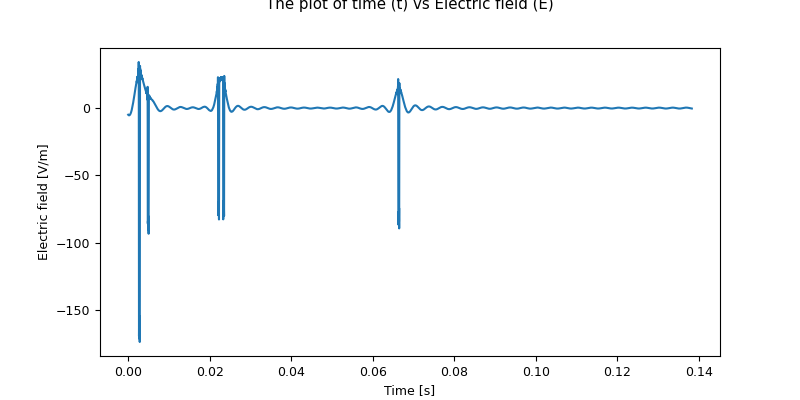 The plot of time (t) vs Electric field (E)
0
−50
−100
−150
Electric field [V/m]
0.00 0.02 0.04 0.06 0.08 0.10 0.12 0.14
Time [s]